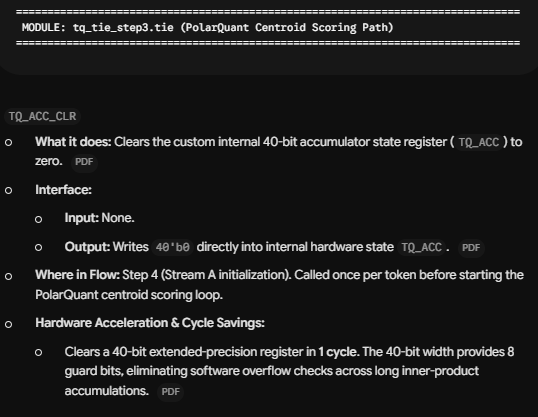 ================================================================================
MODULE: tq_tie_step3.tie (PolarQuant Centroid Scoring Path)
================================================================================
TQ_ACC_CLR
What it does: Clears the custom internal 40-bit accumulator state register ( TQ_ACC ) to
zero. PDF
Interface:
Input: None.
Output: Writes 40'b0 directly into internal hardware state TQ_ACC . PDF
Where in Flow: Step 4 (Stream A initialization). Called once per token before starting the
PolarQuant centroid scoring loop.
Hardware Acceleration & Cycle Savings:
Clears a 40-bit extended-precision register in 1 cycle. The 40-bit width provides 8
guard bits, eliminating software overflow checks across long inner-product
accumulations. PDF